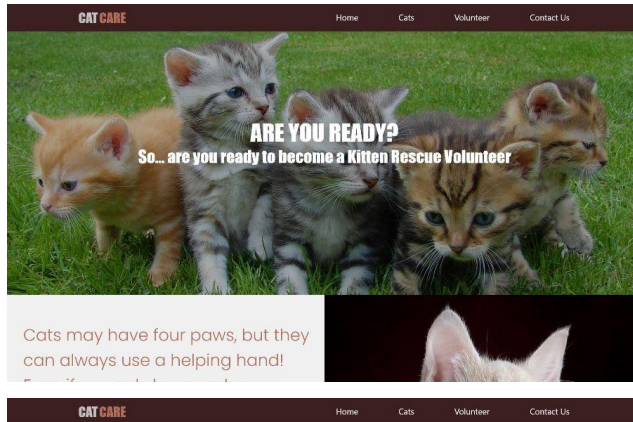 CAT CARE Home Cats Volunteer Contact Us
ARE YOU READY?
So... are you ready to become a Kitten Rescue Volunteer
Cats may have four paws, but they
can always use a helping hand!
CAT CARE Home Cats Volunteer Contact Us